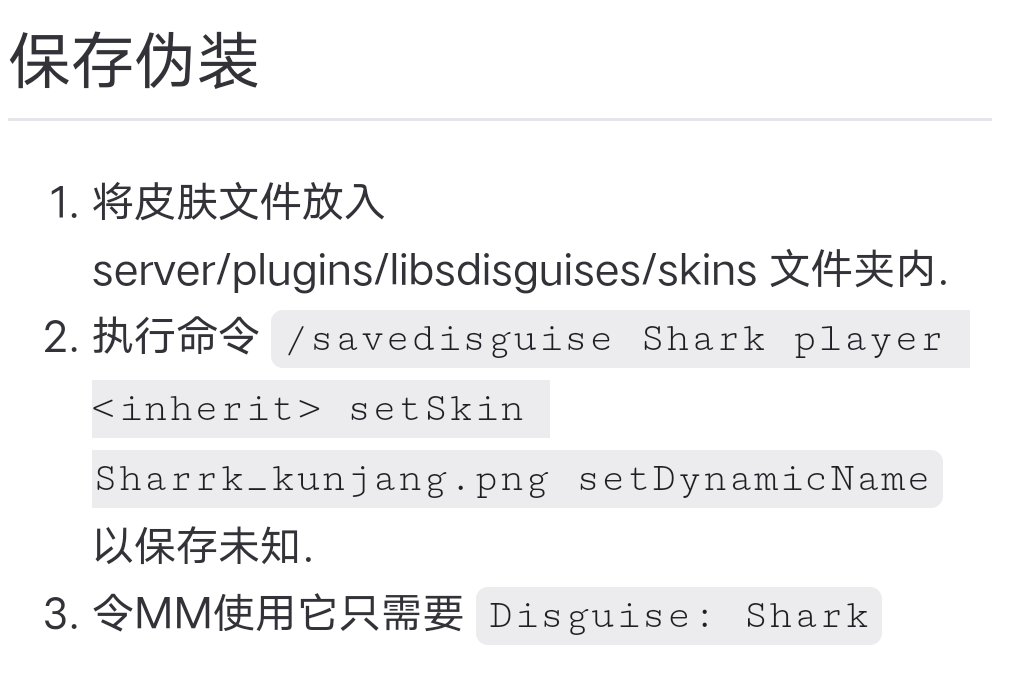 保存伪装
1. 将皮肤文件放入
server/plugins/libsdisguises/skins 文件夹内.
2. 执行命令 /savedisguise Shark player
<inherit> setSkin
Sharrk_kunjang.png setDynamicName
以保存未知.
3. 令MM使用它只需要 Disguise: Shark